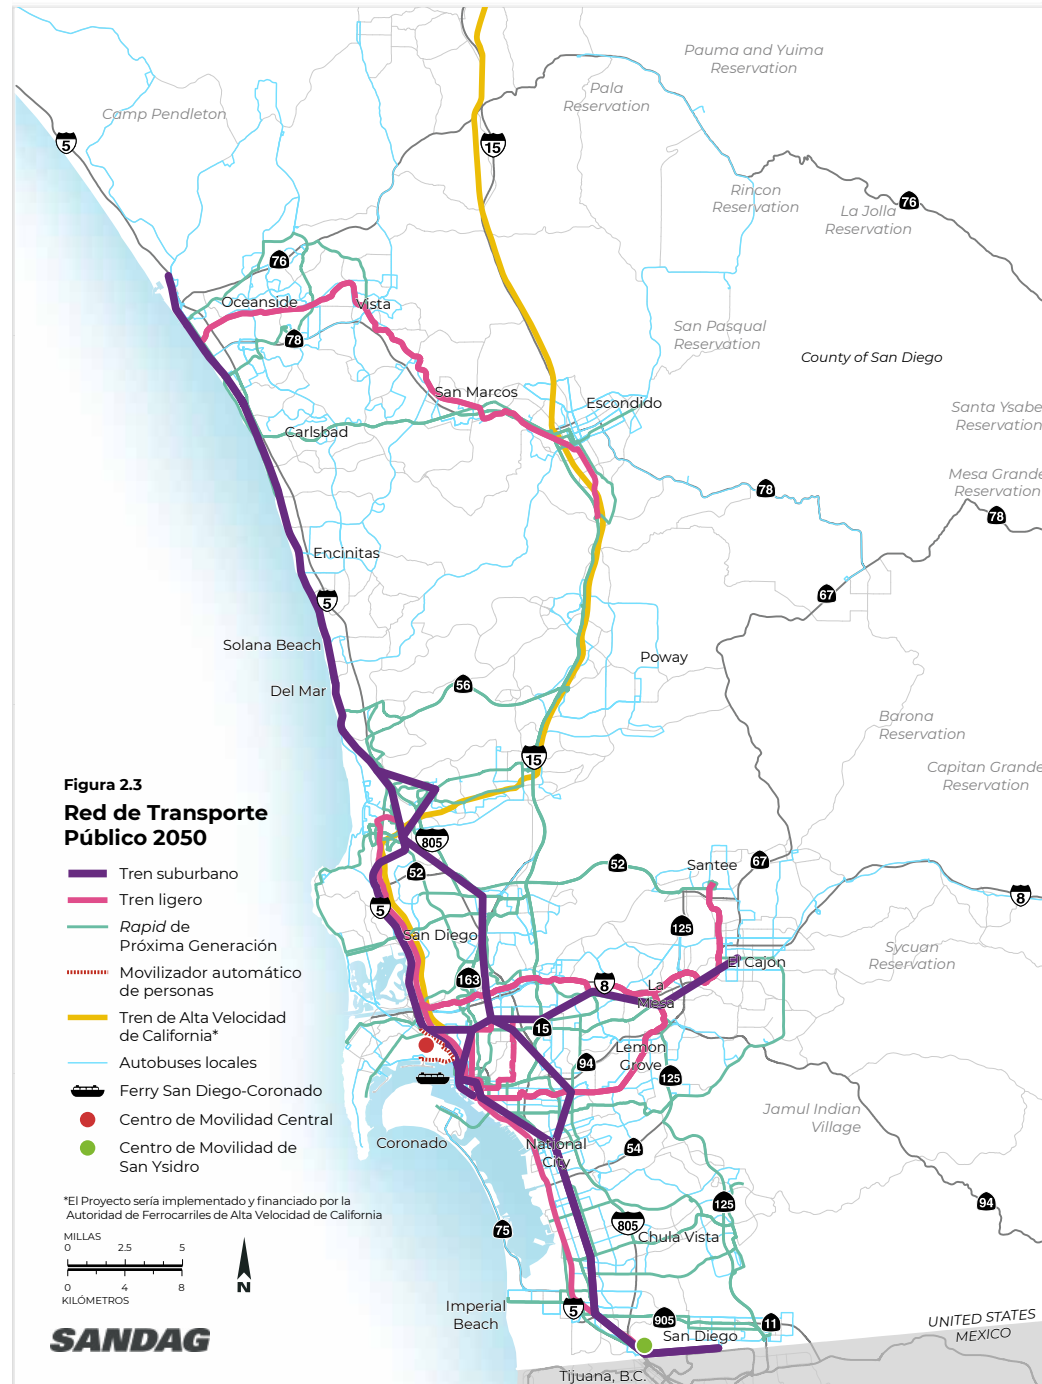 Pauma and Yuima
Reservation
Pala
Reservation
Camp Pendleton
5
15
Rincon
Reservation
76
La Jolla
Reservation
76
Oceanside
Vista
78
San Pasqual
Reservation
County of San Diego
San Marcos
Escondido
Carlsbad
Santa Ysabe
Reservation
Mesa Grande
Reservation
78
78
Encinitas
5
67
Solana Beach
Poway
Del Mar
56
Barona
Reservation
15
Capitan Grande
Reservation
Figura 2.3
Red de Transporte
Público 2050
Tren suburbano
Tren ligero
Rapid de
Próxima Generación
Movilizador automático
de personas
Tren de Alta Velocidad
de California*
Autobuses locales
Ferry San Diego-Coronado
Centro de Movilidad Central
Centro de Movilidad de
San Ysidro
*El Proyecto sería implementado y financiado por la
Autoridad de Ferrocarriles de Alta Velocidad de California
MILLAS
0 2.5 5
0 4 8
KILÓMETROS
N
SANDAG
805
52
52
Santee
67
5
8
San Diego
125
Sycuan
Reservation
El Cajon
163
8
La
Mesa
15
Lemon
Grove
94
125
Jamul Indian
Village
Coronado
National
City
54
125
94
75
805
Chula Vista
Imperial
Beach
5
905
11
San Diego
UNITED STATES
MEXICO
Tijuana, B.C.